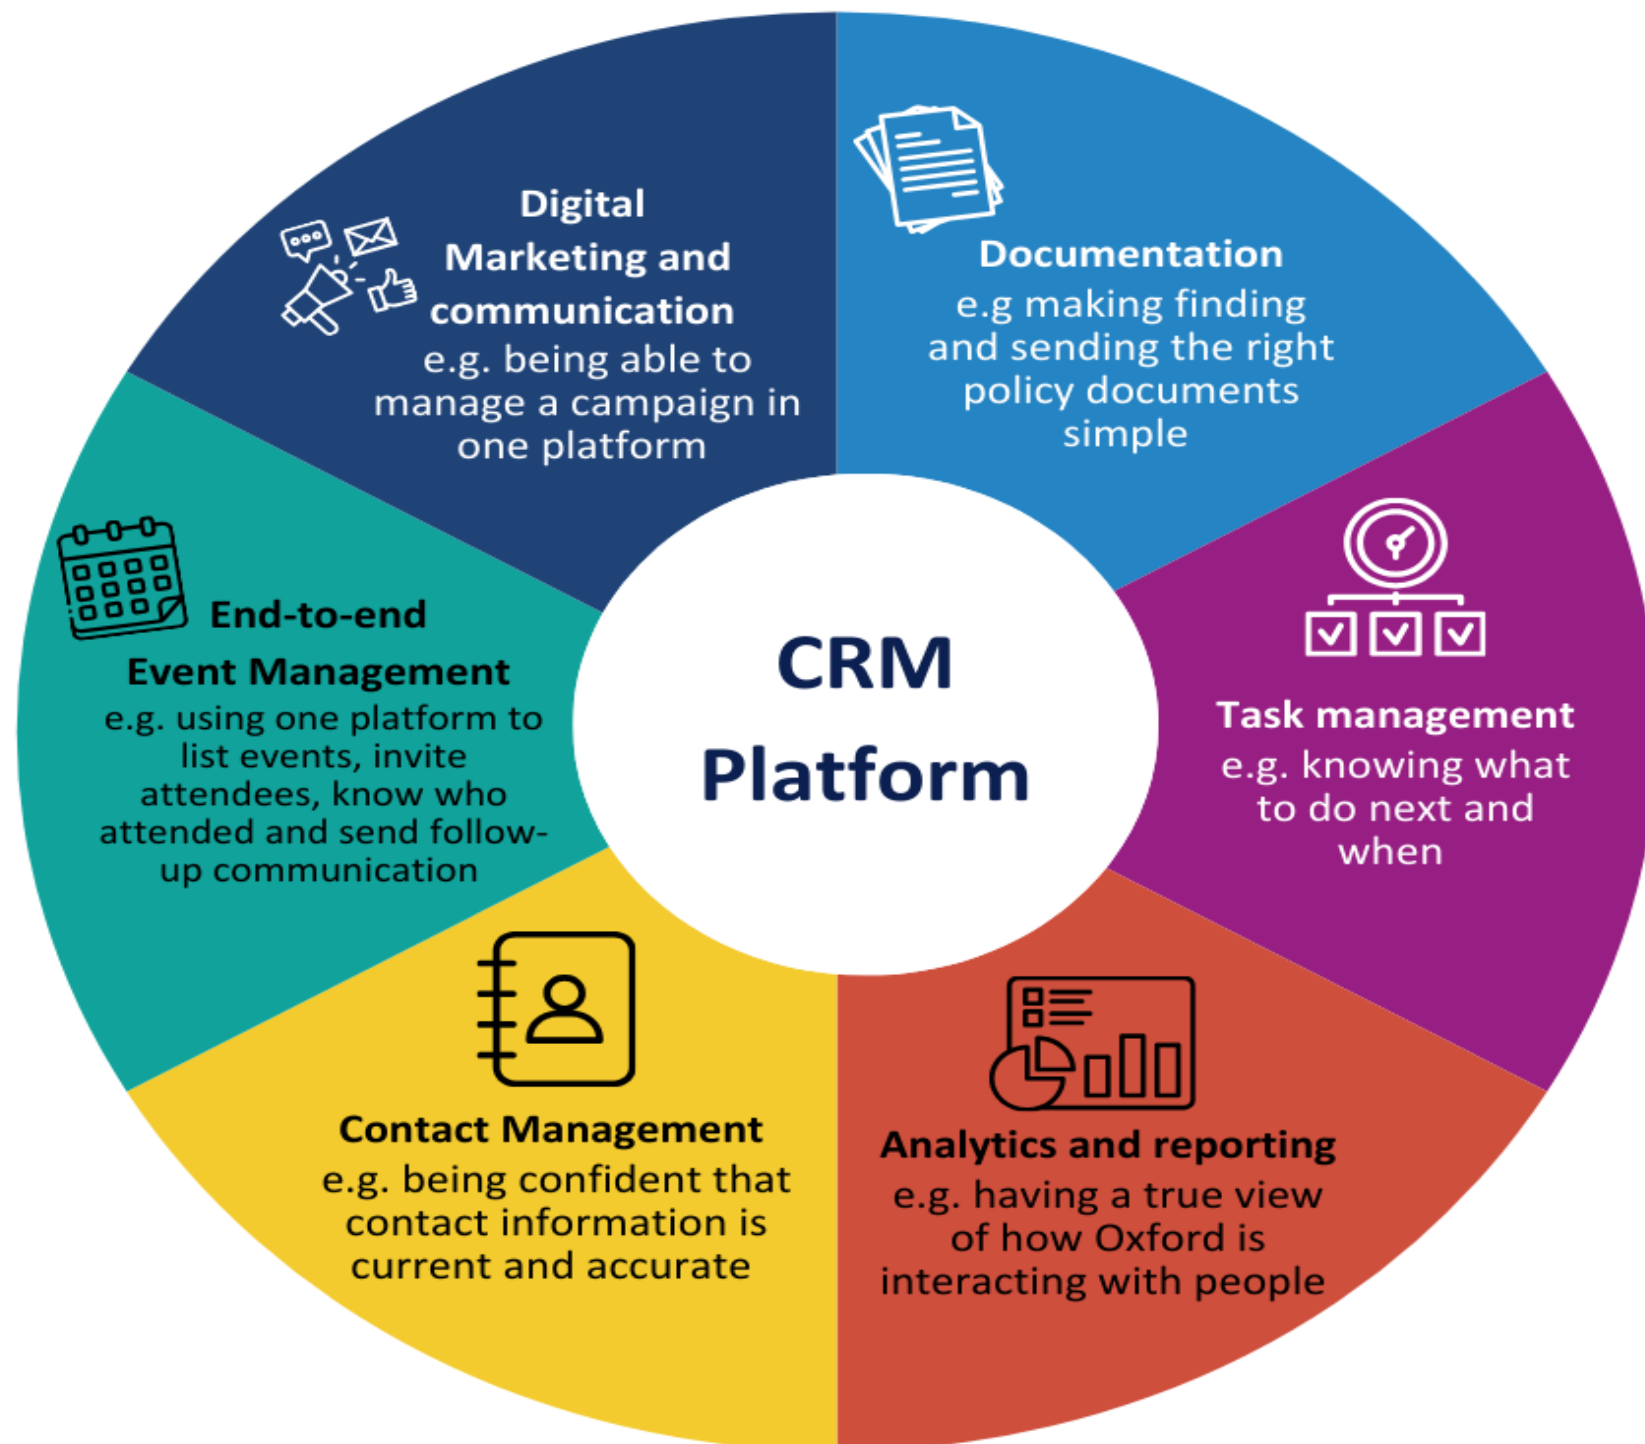 Digital
Marketing and
communication
e.g. being able to
manage a campaign in
one platform
Documentation
e.g making finding
and sending the right
policy documents
simple
End-to-end
Event Management
e.g. using one platform to
list events, invite
attendees, know who
attended and send follow-
up communication
CRM
Platform
Task management
e.g. knowing what
to do next and
when
Contact Management
e.g. being confident that
contact information is
current and accurate
Analytics and reporting
e.g. having a true view
of how Oxford is
interacting with people